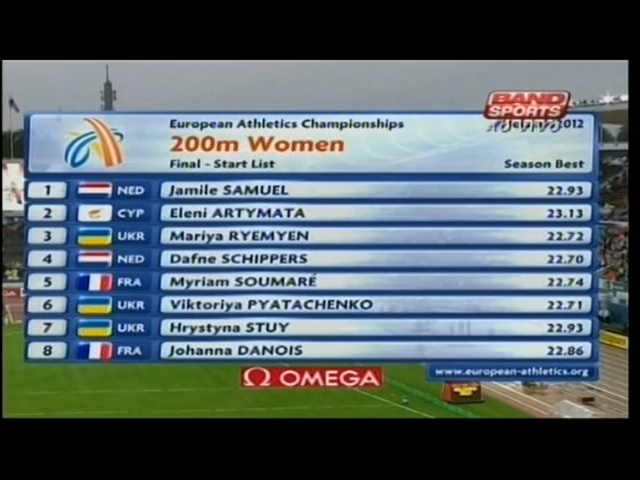 BAND
SPORTS
AO VIVO
European Athletics Championships
2012
200m Women
Final - Start List
Season Best
1 NED Jamile SAMUEL 22.93
2 CYP Eleni ARTYMATA 23.13
3 UKR Mariya RYEMYEN 22.72
4 NED Dafne SCHIPPERS 22.70
5 FRA Myriam SOUMARÉ 22.74
6 UKR Viktoriya PYATACHENKO 22.71
7 UKR Hrystyna STUY 22.93
8 FRA Johanna DANOIS 22.86
Ω OMEGA
www.european-athletics.org